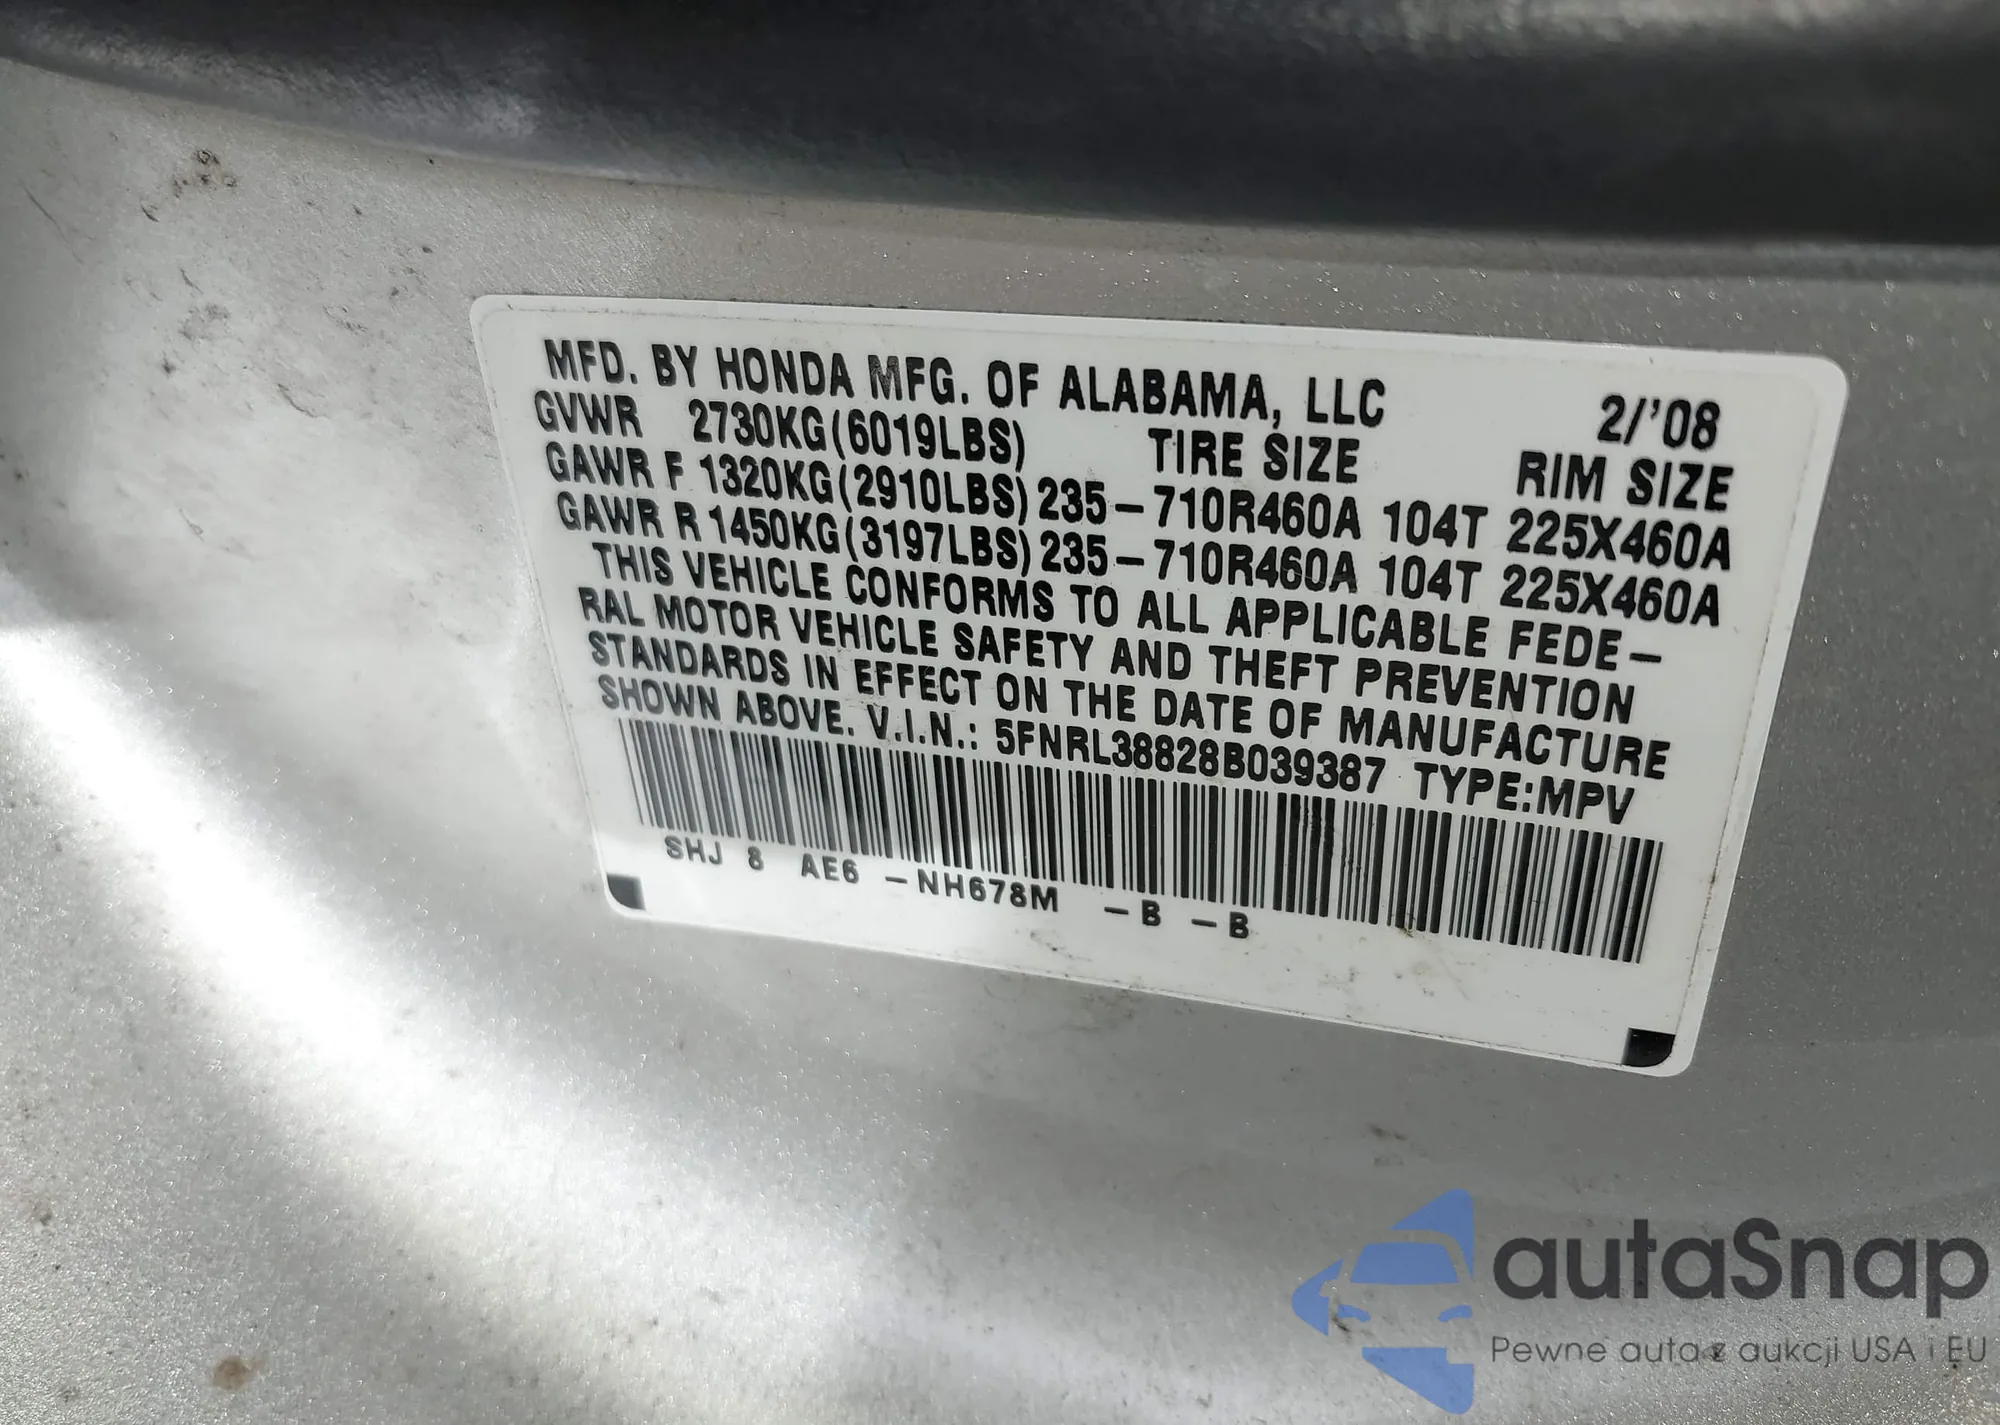 MFD. BY HONDA MFG. OF ALABAMA, LLC 2/'08
GVWR 2730KG(6019LBS) TIRE SIZE RIM SIZE
GAWR F 1320KG(2910LBS) 235-710R460A 104T 225X460A
GAWR R 1450KG(3197LBS) 235-710R460A 104T 225X460A
THIS VEHICLE CONFORMS TO ALL APPLICABLE FEDE-
RAL MOTOR VEHICLE SAFETY AND THEFT PREVENTION
STANDARDS IN EFFECT ON THE DATE OF MANUFACTURE
SHOWN ABOVE. V.I.N.: 5FNRL38828B039387 TYPE:MPV
SHJ 8 AE6 -NH678M -B -B
autaSnap
Pewne auta z aukcji USA i EU